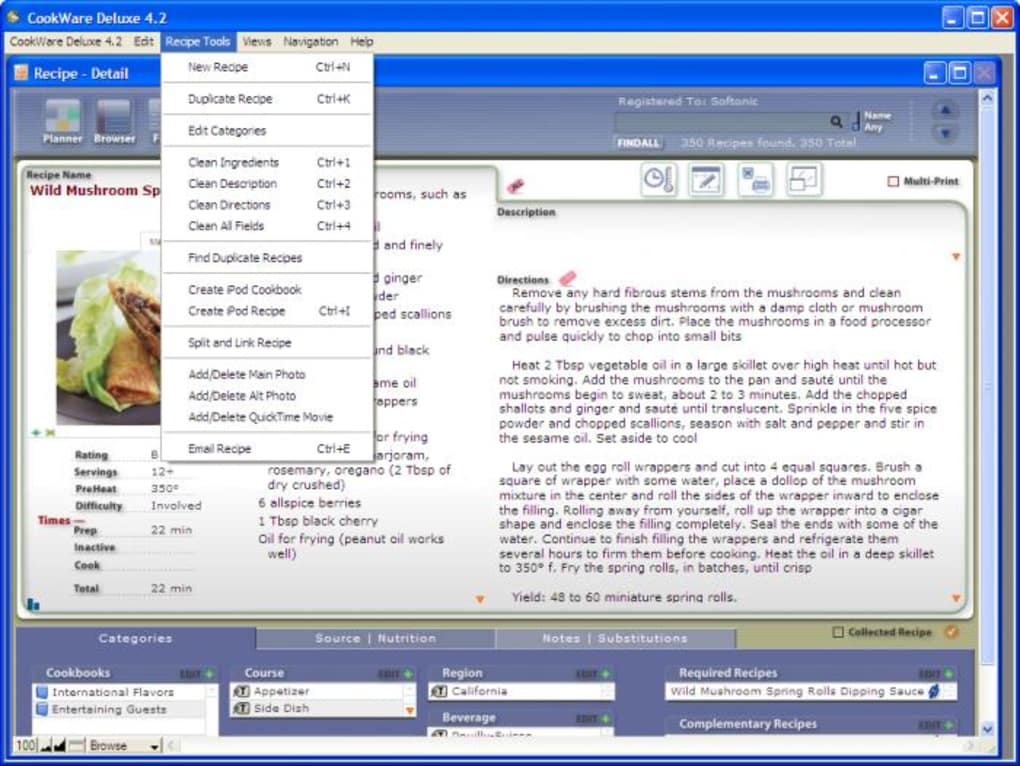 CookWare Deluxe 4.2
CookWare Deluxe 4.2 Edit Recipe Tools Views Navigation Help
Recipe - Detail
New Recipe Ctrl+N
Duplicate Recipe Ctrl+K
Edit Categories
Clean Ingredients Ctrl+1
Clean Description Ctrl+2
Clean Directions Ctrl+3
Clean All Fields Ctrl+4
Find Duplicate Recipes
Create iPod Cookbook
Create iPod Recipe Ctrl+I
Split and Link Recipe
Add/Delete Main Photo
Add/Delete Alt Photo
Add/Delete QuickTime Movie
Email Recipe Ctrl+E
Planner Browser
Registered To: Softonic
Name
Any
FINDALL 350 Recipes found, 350 Total
Multi-Print
Recipe Name
Wild Mushroom Sp
rooms, such as
and finely
ginger
scallions
black
oil
for frying
rosemary, oregano (2 Tbsp of
dry crushed)
6 allspice berries
1 Tbsp black cherry
Oil for frying (peanut oil works
well)
Rating
Servings 12+
PreHeat 350°
Difficulty Involved
Times
Prep 22 min
Inactive
Cook
Total 22 min
Description
Directions
Remove any hard fibrous stems from the mushrooms and clean
carefully by brushing the mushrooms with a damp cloth or mushroom
brush to remove excess dirt. Place the mushrooms in a food processor
and pulse quickly to chop into small bits
Heat 2 Tbsp vegetable oil in a large skillet over high heat until hot but
not smoking. Add the mushrooms to the pan and sauté until the
mushrooms begin to sweat, about 2 to 3 minutes. Add the chopped
shallots and ginger and sauté until translucent. Sprinkle in the five spice
powder and chopped scallions, season with salt and pepper and stir in
the sesame oil. Set aside to cool
Lay out the egg roll wrappers and cut into 4 equal squares. Brush a
square of wrapper with some water, place a dollop of the mushroom
mixture in the center and roll the sides of the wrapper inward to enclose
the filling. Rolling away from yourself, roll up the wrapper into a cigar
shape and enclose the filling completely. Seal the ends with some of the
water. Continue to finish filling the wrappers and refrigerate them
several hours to firm them before cooking. Heat the oil in a deep skillet
to 350° f. Fry the spring rolls, in batches, until crisp
Yield: 48 to 60 miniature spring rolls.
Categories Source | Nutrition Notes | Substitutions
Collected Recipe
Cookbooks EDIT
International Flavors
Entertaining Guests
Course EDIT
Appetizer
Side Dish
Region EDIT
California
Beverage EDIT
Required Recipes EDIT
Wild Mushroom Spring Rolls Dipping Sauce
Complementary Recipes EDIT
100 Browse